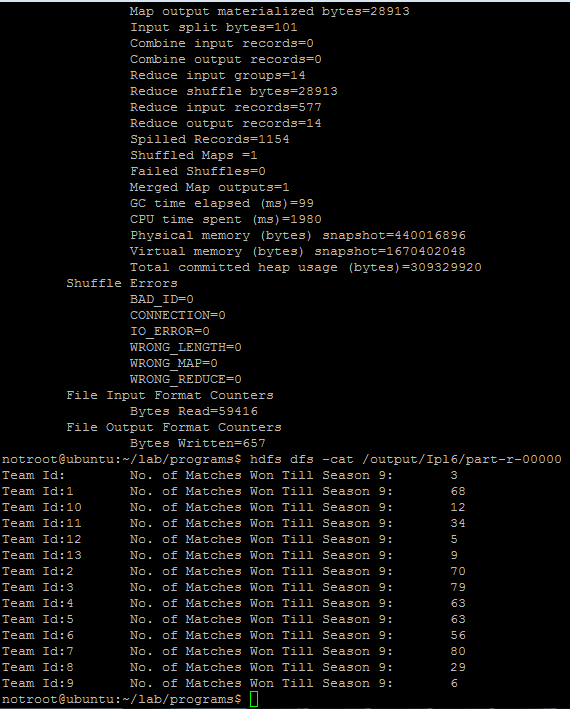 Map output materialized bytes=28913
Input split bytes=101
Combine input records=0
Combine output records=0
Reduce input groups=14
Reduce shuffle bytes=28913
Reduce input records=577
Reduce output records=14
Spilled Records=1154
Shuffled Maps =1
Failed Shuffles=0
Merged Map outputs=1
GC time elapsed (ms)=99
CPU time spent (ms)=1980
Physical memory (bytes) snapshot=440016896
Virtual memory (bytes) snapshot=1670402048
Total committed heap usage (bytes)=309329920
Shuffle Errors
BAD_ID=0
CONNECTION=0
IO_ERROR=0
WRONG_LENGTH=0
WRONG_MAP=0
WRONG_REDUCE=0
File Input Format Counters
Bytes Read=59416
File Output Format Counters
Bytes Written=657
notroot@ubuntu:~/lab/programs$ hdfs dfs -cat /output/Ipl6/part-r-00000
Team Id: No. of Matches Won Till Season 9: 3
Team Id:1 No. of Matches Won Till Season 9: 68
Team Id:10 No. of Matches Won Till Season 9: 12
Team Id:11 No. of Matches Won Till Season 9: 34
Team Id:12 No. of Matches Won Till Season 9: 5
Team Id:13 No. of Matches Won Till Season 9: 9
Team Id:2 No. of Matches Won Till Season 9: 70
Team Id:3 No. of Matches Won Till Season 9: 79
Team Id:4 No. of Matches Won Till Season 9: 63
Team Id:5 No. of Matches Won Till Season 9: 63
Team Id:6 No. of Matches Won Till Season 9: 56
Team Id:7 No. of Matches Won Till Season 9: 80
Team Id:8 No. of Matches Won Till Season 9: 29
Team Id:9 No. of Matches Won Till Season 9: 6
notroot@ubuntu:~/lab/programs$